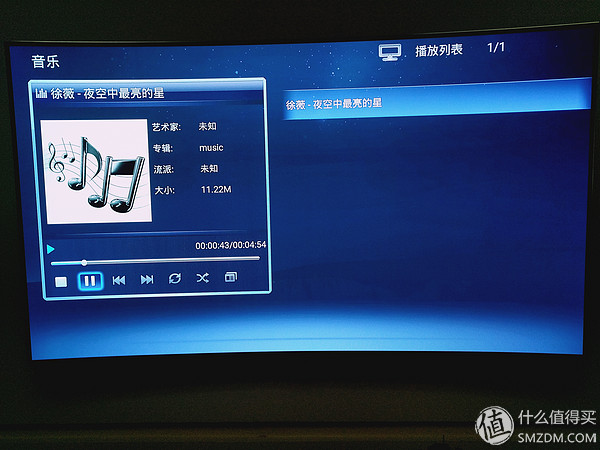 音乐
播放列表 1/1
徐薇 - 夜空中最亮的星
艺术家: 未知
专辑: music
流派: 未知
大小: 11.22M
00:00:43/00:04:54
徐薇 - 夜空中最亮的星
值 什么值得买
SMZDM.COM